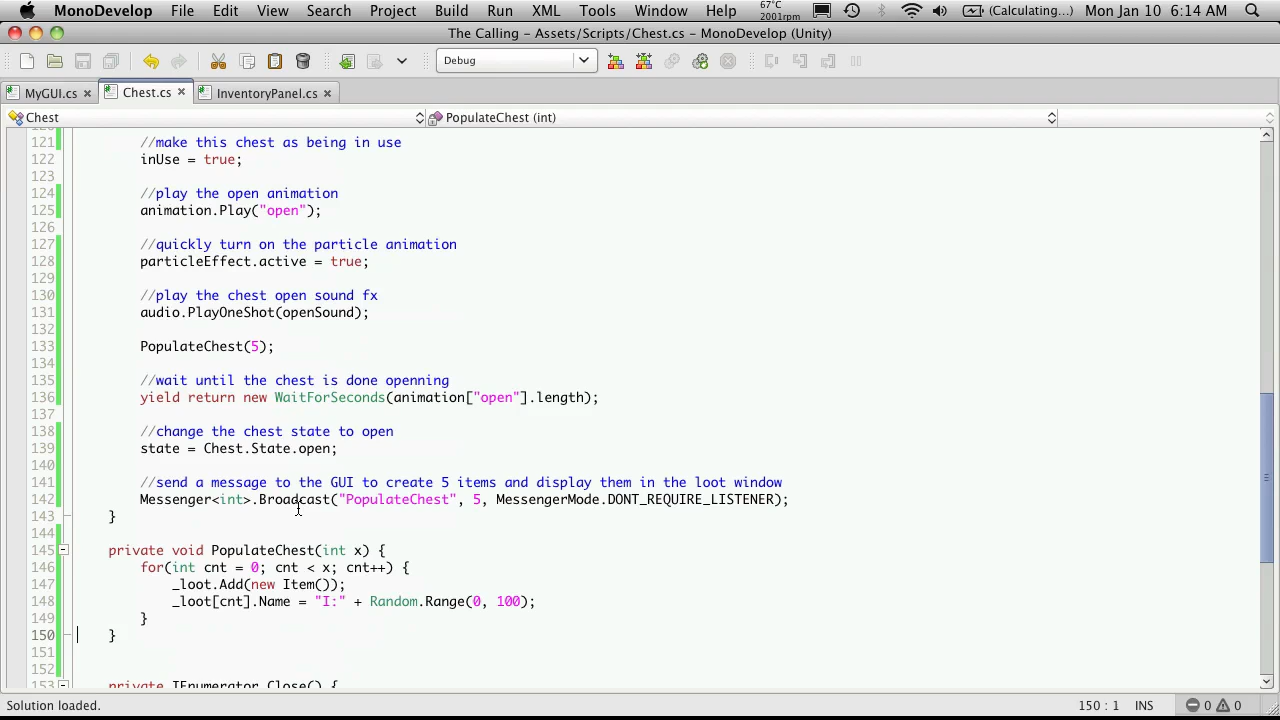 MonoDevelop File Edit View Search Project Build Run XML Tools Window Help 67°C 2001rpm (Calculating...) Mon Jan 10 6:14 AM
The Calling - Assets/Scripts/Chest.cs - MonoDevelop (Unity)
Debug
MyGUI.cs Chest.cs InventoryPanel.cs
Chest PopulateChest (int)
120
121 //make this chest as being in use
122 inUse = true;
123
124 //play the open animation
125 animation.Play("open");
126
127 //quickly turn on the particle animation
128 particleEffect.active = true;
129
130 //play the chest open sound fx
131 audio.PlayOneShot(openSound);
132
133 PopulateChest(5);
134
135 //wait until the chest is done openning
136 yield return new WaitForSeconds(animation["open"].length);
137
138 //change the chest state to open
139 state = Chest.State.open;
140
141 //send a message to the GUI to create 5 items and display them in the loot window
142 Messenger<int>.Broadcast("PopulateChest", 5, MessengerMode.DONT_REQUIRE_LISTENER);
143 }
144
145 private void PopulateChest(int x) {
146 for(int cnt = 0; cnt < x; cnt++) {
147 _loot.Add(new Item());
148 _loot[cnt].Name = "I:" + Random.Range(0, 100);
149 }
150 }
151
152
153 private IEnumerator Close() {
Solution loaded. 150 : 1 INS 0 0